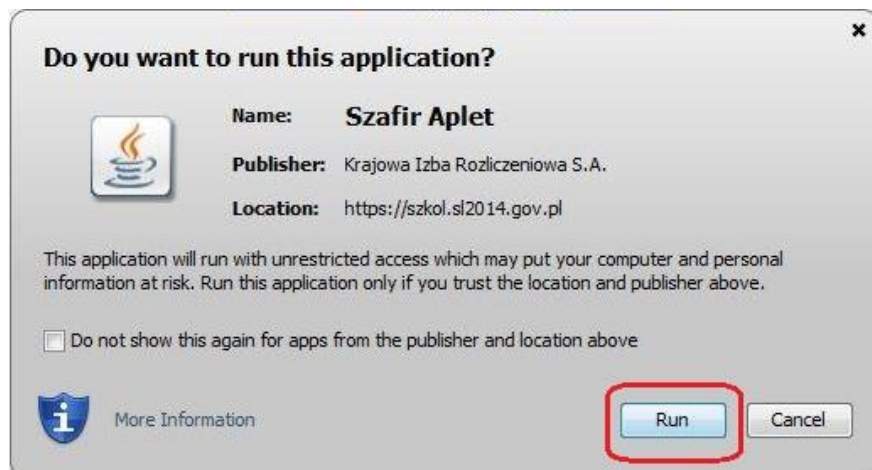 Do you want to run this application?
Name: Szafir Aplet
Publisher: Krajowa Izba Rozliczeniowa S.A.
Location: https://szkol.sl2014.gov.pl
This application will run with unrestricted access which may put your computer and personal
information at risk. Run this application only if you trust the location and publisher above.
Do not show this again for apps from the publisher and location above
More Information
Run
Cancel